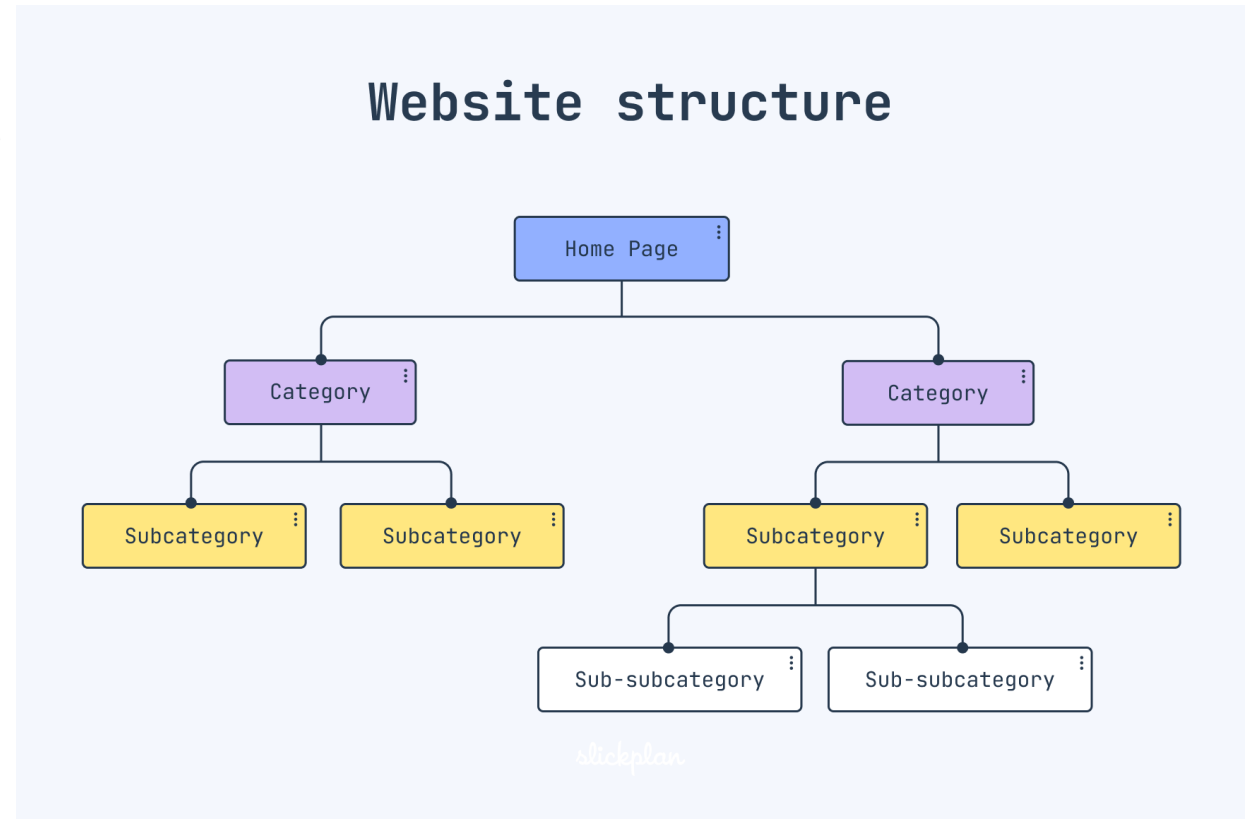 Website structure
Home Page
Category
Category
Subcategory
Subcategory
Subcategory
Subcategory
Sub-subcategory
Sub-subcategory
slickplan